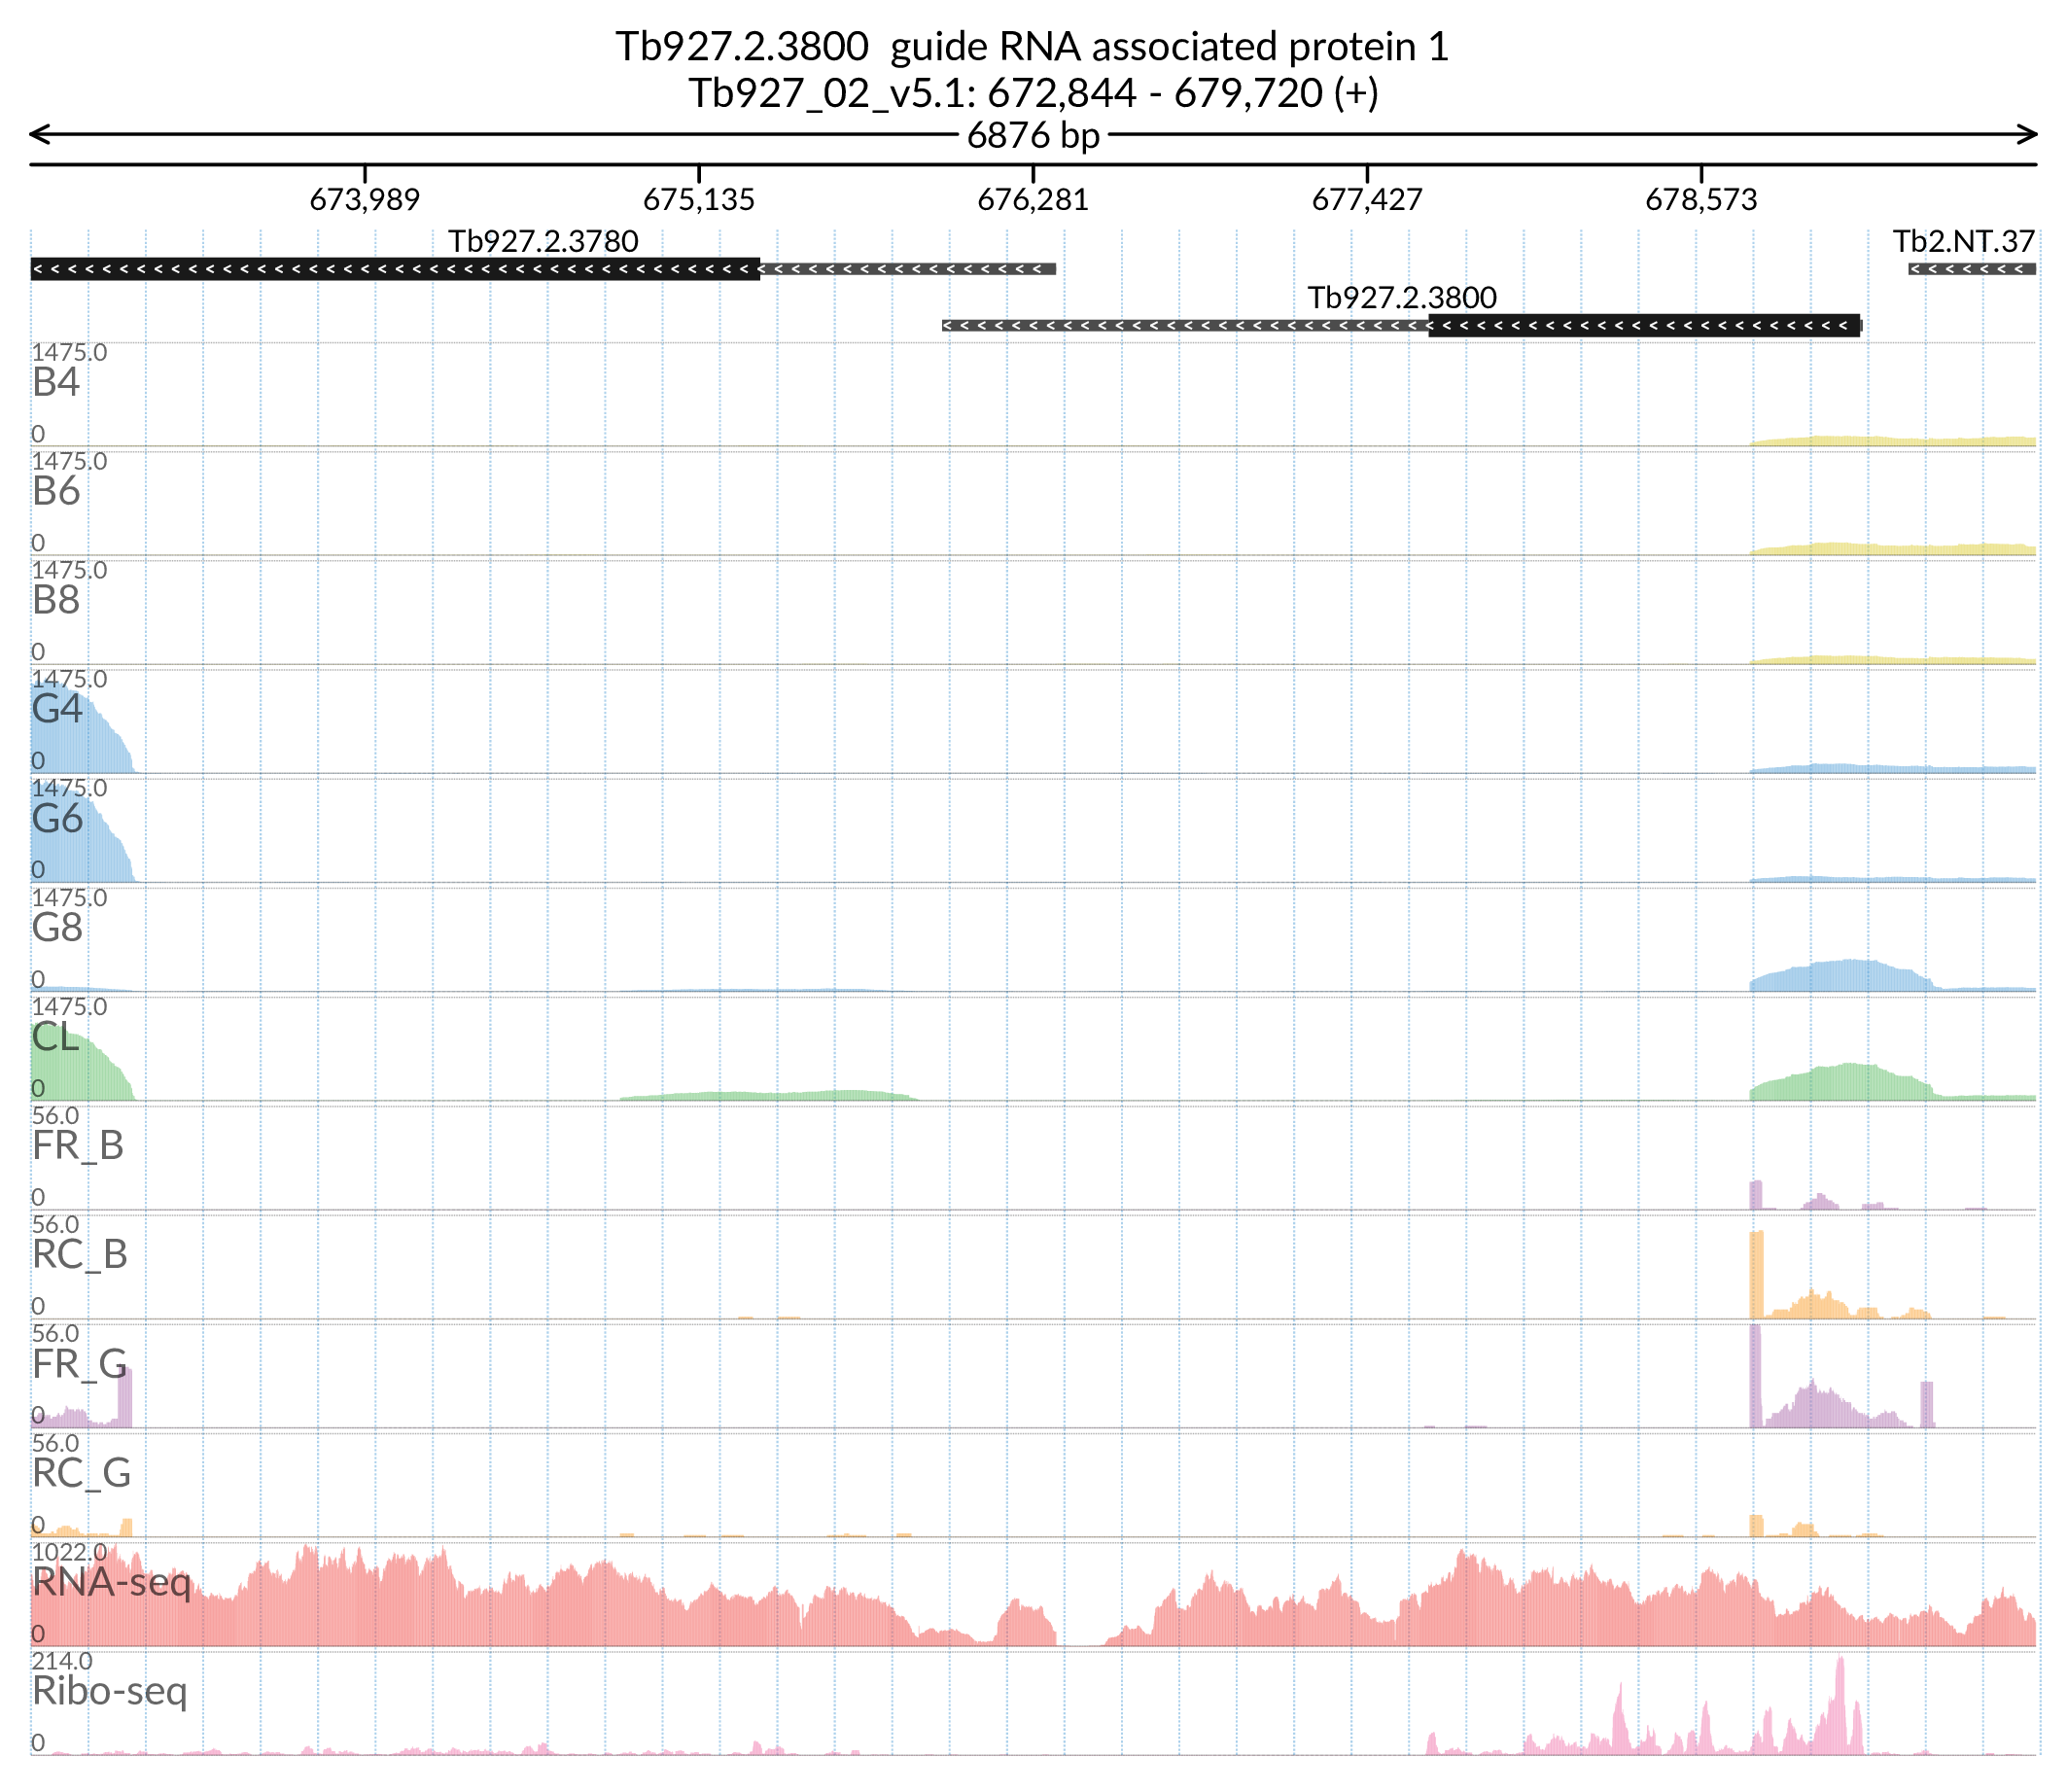 Tb927.2.3800  guide RNA associated protein 1
Tb927_02_v5.1: 672,844 - 679,720 (+)
6876 bp
673,989 675,135 676,281 677,427 678,573
Tb927.2.3780 Tb2.NT.37
Tb927.2.3800
1475.0
B4
0
1475.0
B6
0
1475.0
B8
0
1475.0
G4
0
1475.0
G6
0
1475.0
G8
0
1475.0
CL
0
56.0
FR_B
0
56.0
RC_B
0
56.0
FR_G
0
56.0
RC_G
0
1022.0
RNA-seq
0
214.0
Ribo-seq
0